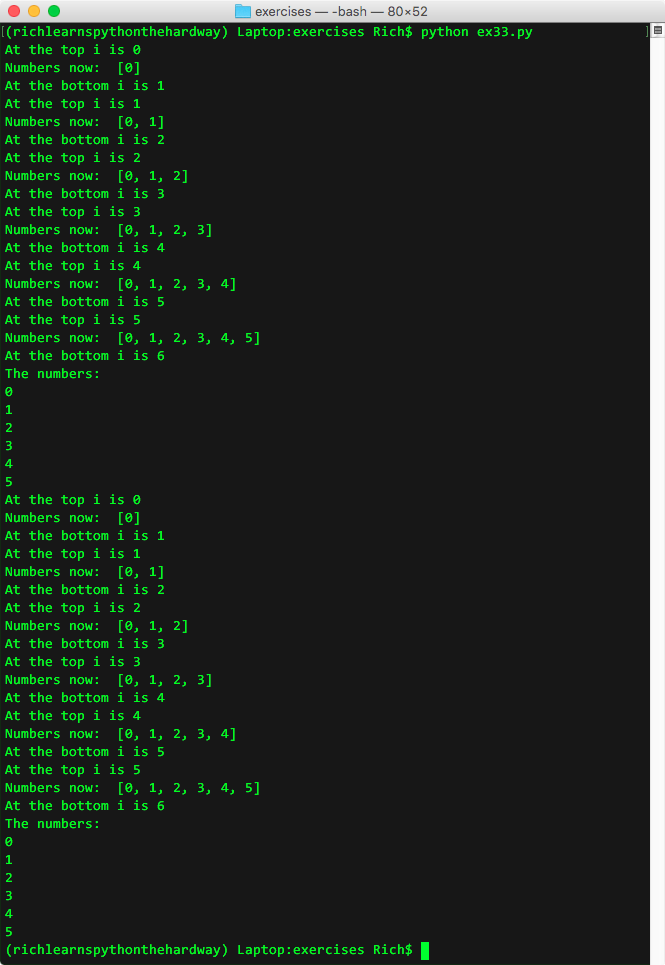 exercises — -bash — 80×52
(richlearnspythonthehardway) Laptop:exercises Rich$ python ex33.py
At the top i is 0
Numbers now:  [0]
At the bottom i is 1
At the top i is 1
Numbers now:  [0, 1]
At the bottom i is 2
At the top i is 2
Numbers now:  [0, 1, 2]
At the bottom i is 3
At the top i is 3
Numbers now:  [0, 1, 2, 3]
At the bottom i is 4
At the top i is 4
Numbers now:  [0, 1, 2, 3, 4]
At the bottom i is 5
At the top i is 5
Numbers now:  [0, 1, 2, 3, 4, 5]
At the bottom i is 6
The numbers:
0
1
2
3
4
5
At the top i is 0
Numbers now:  [0]
At the bottom i is 1
At the top i is 1
Numbers now:  [0, 1]
At the bottom i is 2
At the top i is 2
Numbers now:  [0, 1, 2]
At the bottom i is 3
At the top i is 3
Numbers now:  [0, 1, 2, 3]
At the bottom i is 4
At the top i is 4
Numbers now:  [0, 1, 2, 3, 4]
At the bottom i is 5
At the top i is 5
Numbers now:  [0, 1, 2, 3, 4, 5]
At the bottom i is 6
The numbers:
0
1
2
3
4
5
(richlearnspythonthehardway) Laptop:exercises Rich$